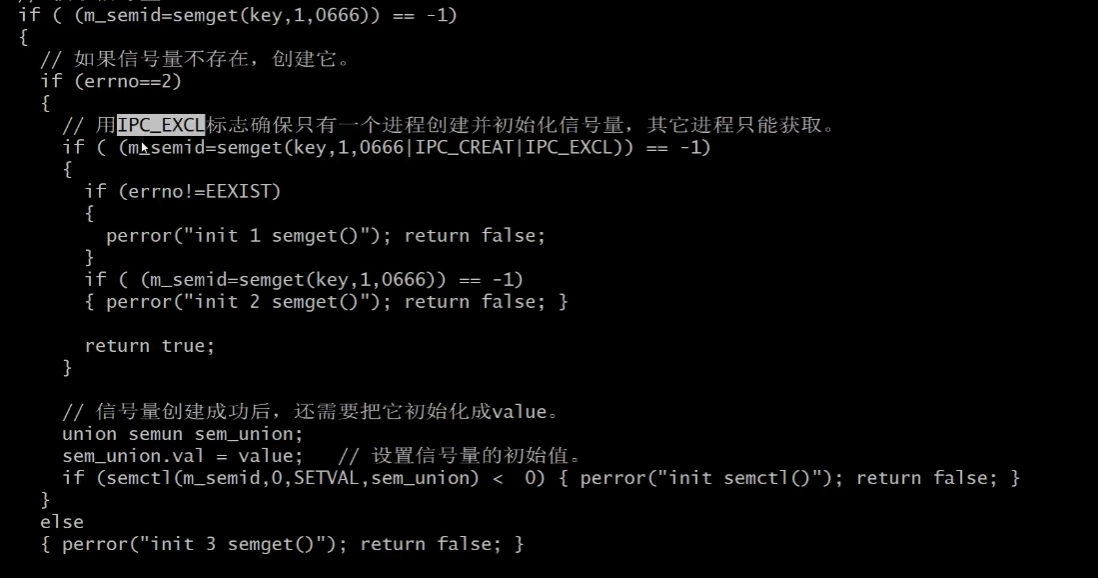 if ( (m_semid=semget(key,1,0666)) == -1)
{
// 如果信号量不存在，创建它。
if (errno==2)
{
// 用IPC_EXCL标志确保只有一个进程创建并初始化信号量，其它进程只能获取。
if ( (m_semid=semget(key,1,0666|IPC_CREAT|IPC_EXCL)) == -1)
{
if (errno!=EEXIST)
{
perror("init 1 semget()"); return false;
}
if ( (m_semid=semget(key,1,0666)) == -1)
{ perror("init 2 semget()"); return false; }
return true;
}
// 信号量创建成功后，还需要把它初始化成value。
union semun sem_union;
sem_union.val = value;   // 设置信号量的初始值。
if (semctl(m_semid,0,SETVAL,sem_union) <  0) { perror("init semctl()"); return false; }
}
else
{ perror("init 3 semget()"); return false; }